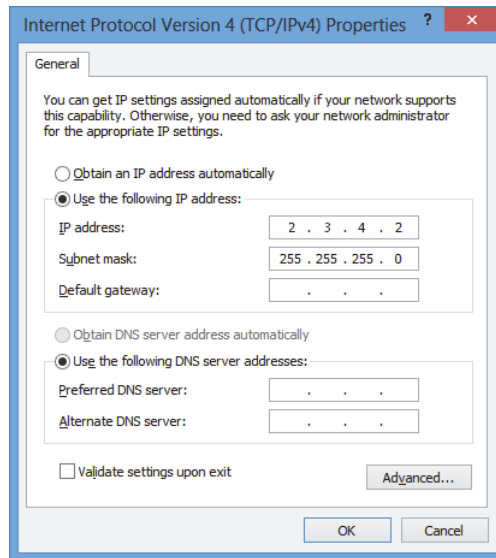 Internet Protocol Version 4 (TCP/IPv4) Properties ? ×
General
You can get IP settings assigned automatically if your network supports
this capability. Otherwise, you need to ask your network administrator
for the appropriate IP settings.
Obtain an IP address automatically
Use the following IP address:
IP address: 2 . 3 . 4 . 2
Subnet mask: 255 . 255 . 255 . 0
Default gateway: . . .
Obtain DNS server address automatically
Use the following DNS server addresses:
Preferred DNS server: . . .
Alternate DNS server: . . .
Validate settings upon exit
Advanced...
OK Cancel